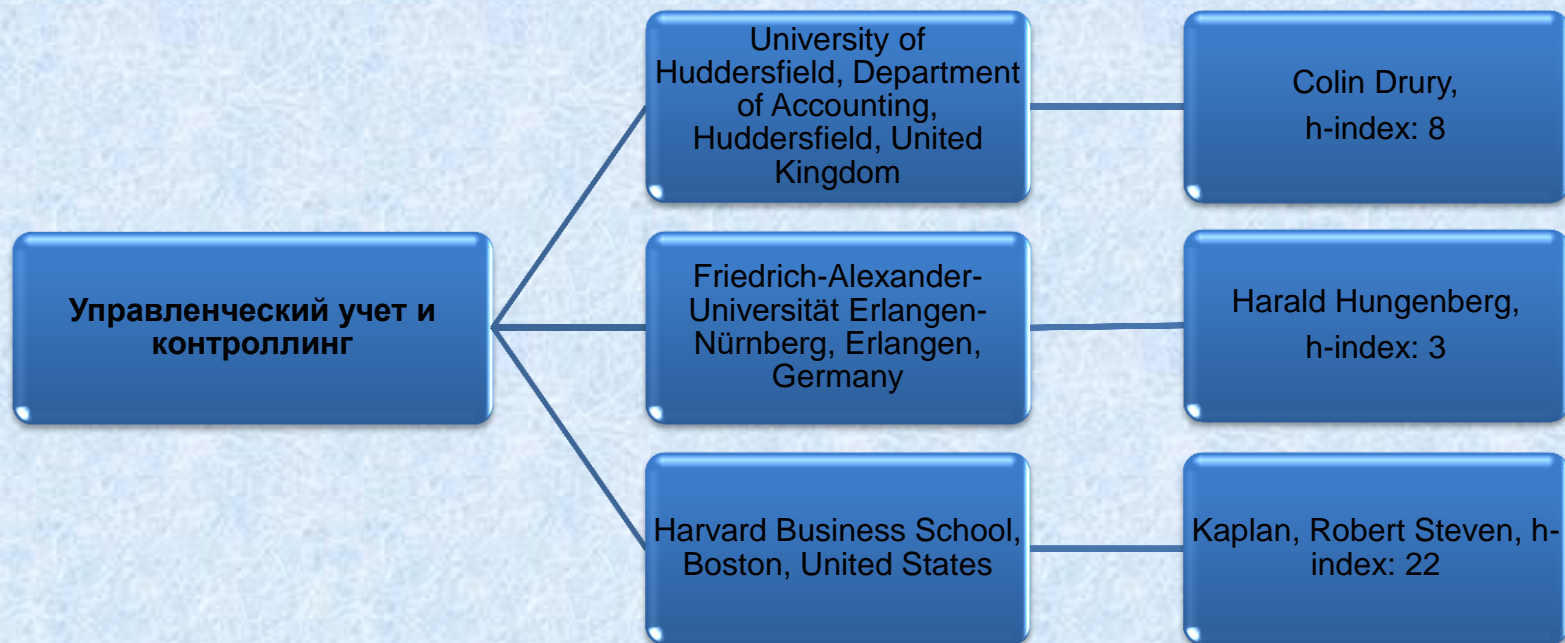 Управленческий учет и
контроллинг
University of
Huddersfield, Department
of Accounting,
Huddersfield, United
Kingdom
Colin Drury,
h-index: 8
Friedrich-Alexander-
Universität Erlangen-
Nürnberg, Erlangen,
Germany
Harald Hungenberg,
h-index: 3
Harvard Business School,
Boston, United States
Kaplan, Robert Steven, h-
index: 22